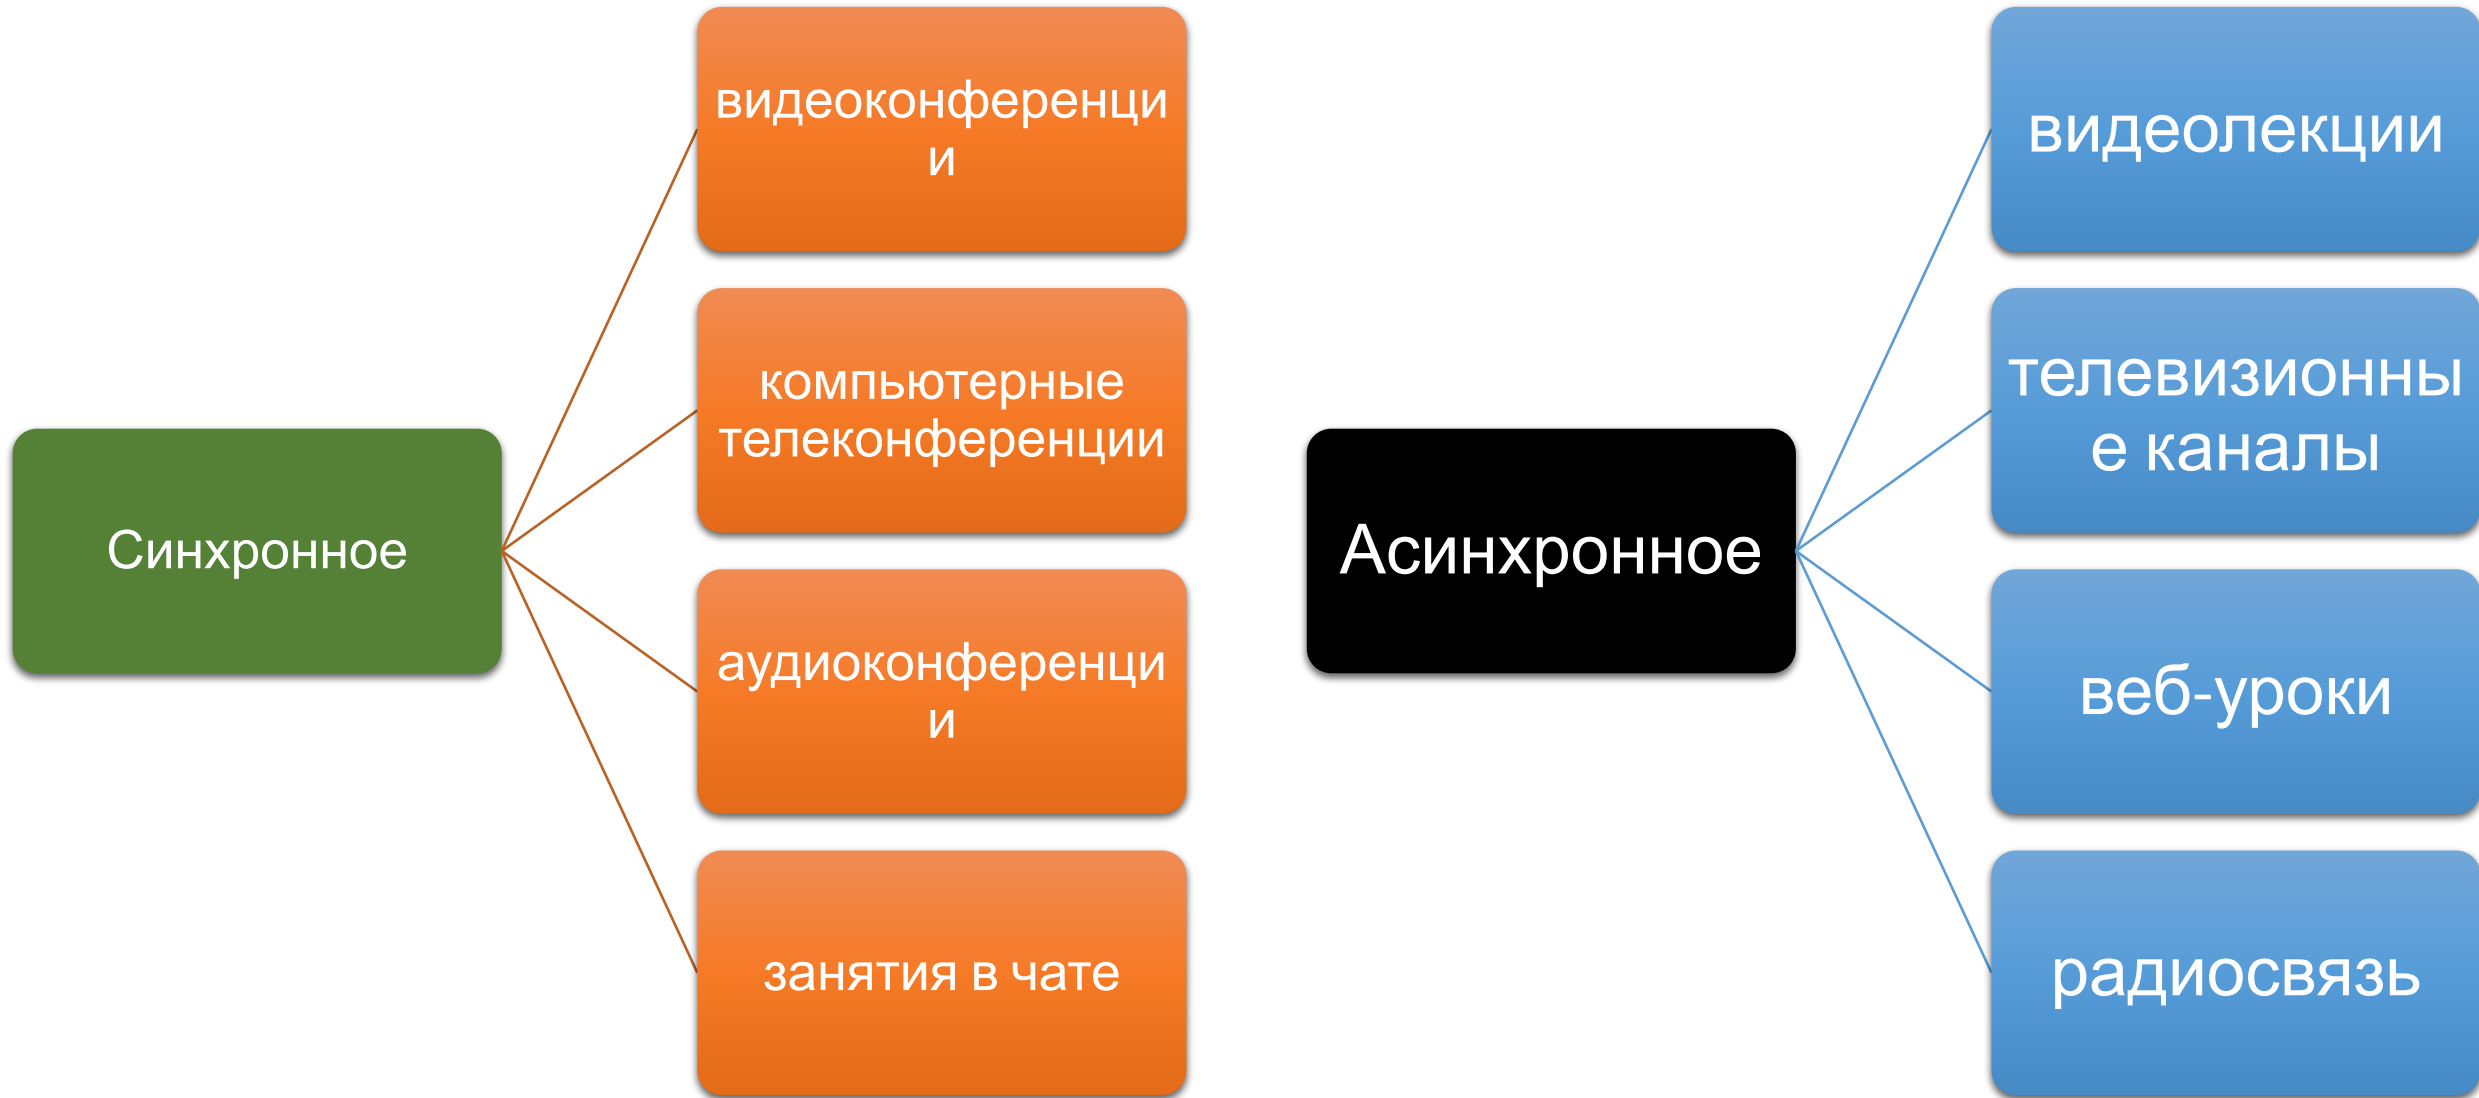 Синхронное
видеоконференци
и
компьютерные
телеконференции
аудиоконференци
и
занятия в чате
Асинхронное
видеолекции
телевизионны
е каналы
веб-уроки
радиосвязь